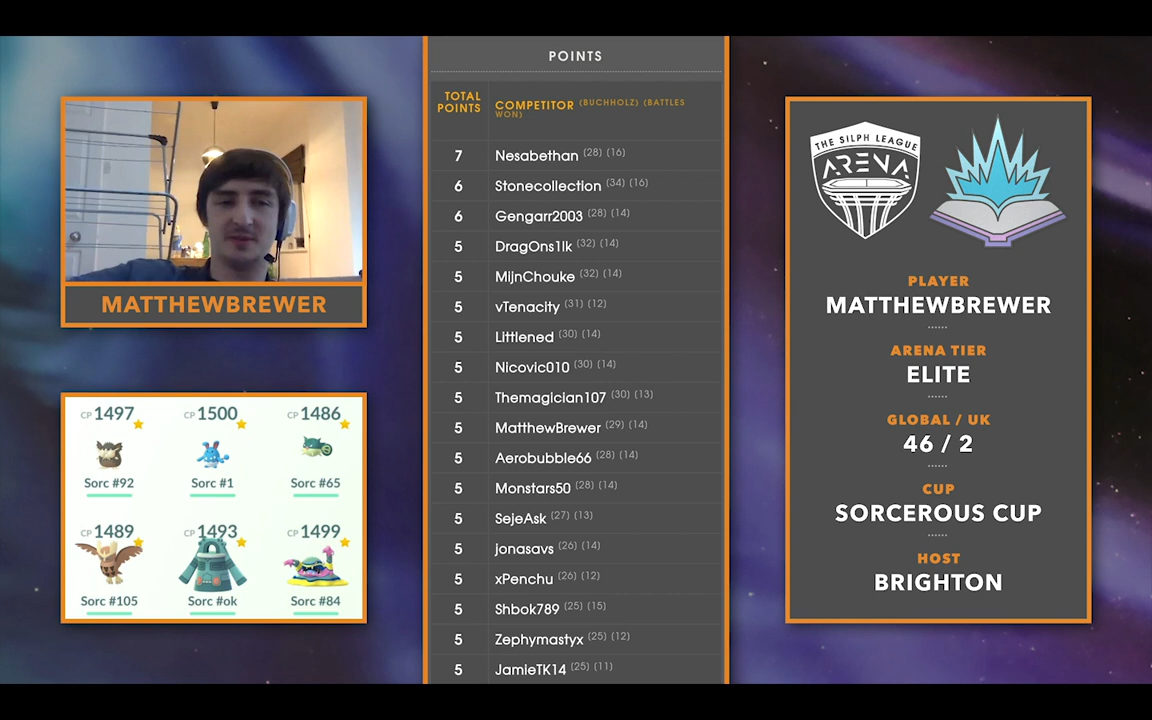 MATTHEWBREWER
CP 1497
CP 1500
CP 1486
Sorc #92
Sorc #1
Sorc #65
CP 1489
CP 1493
CP 1499
Sorc #105
Sorc #ok
Sorc #84
POINTS
TOTAL POINTS
COMPETITOR (BUCHHOLZ) (BATTLES WON)
7 Nesabethan (28) (16)
6 Stonecollection (34) (16)
6 Gengarr2003 (28) (14)
5 DragOns1lk (32) (14)
5 MijnChouke (32) (14)
5 vTenacity (31) (12)
5 Littlened (30) (14)
5 Nicovic010 (30) (14)
5 Themagician107 (30) (13)
5 MatthewBrewer (29) (14)
5 Aerobubble66 (28) (14)
5 Monstars50 (28) (14)
5 SejeAsk (27) (13)
5 jonasavs (26) (14)
5 xPenchu (26) (12)
5 Shbok789 (25) (15)
5 Zephymastyx (25) (12)
5 JamieTK14 (25) (11)
THE SILPH LEAGUE
ARENA
PLAYER
MATTHEWBREWER
ARENA TIER
ELITE
GLOBAL / UK
46 / 2
CUP
SORCEROUS CUP
HOST
BRIGHTON